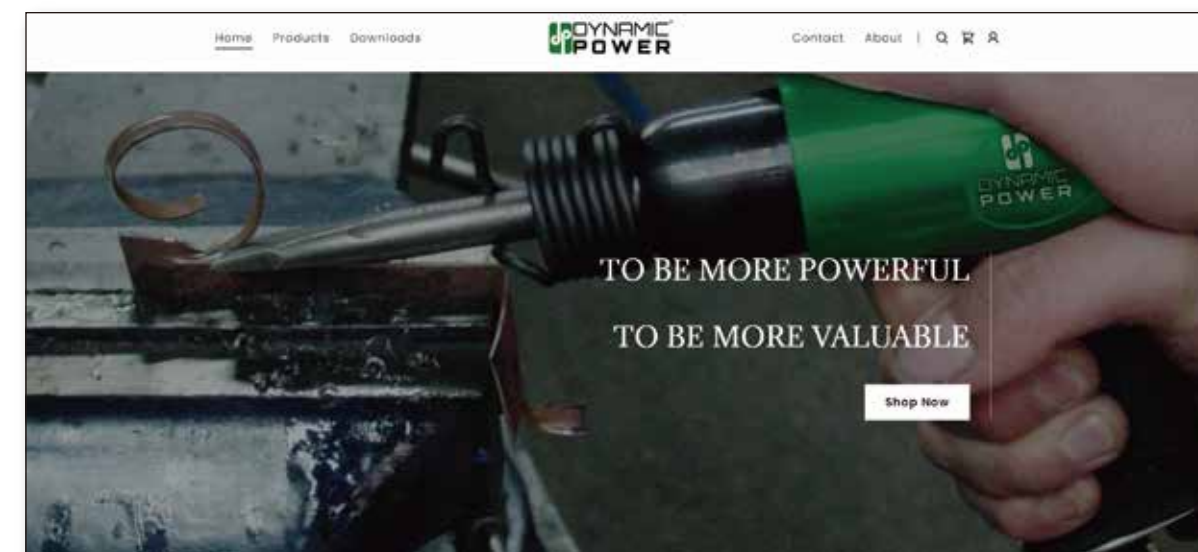 Home Products Downloads
DYNAMIC
POWER
Contact About |
dp
DYNAMIC
POWER
TO BE MORE POWERFUL
TO BE MORE VALUABLE
Shop Now